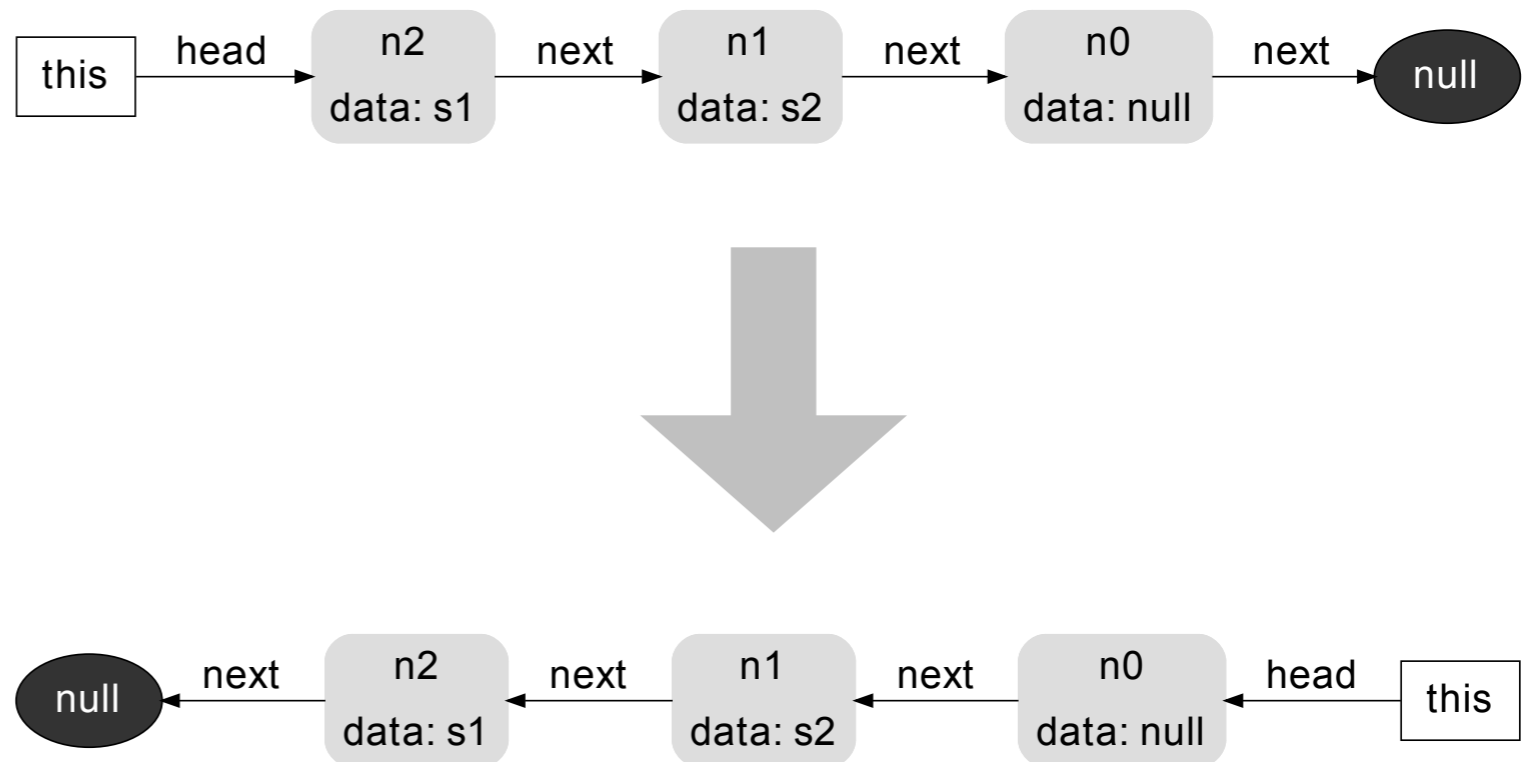 this
head
n2
data: s1
next
n1
data: s2
next
n0
data: null
next
null
null
next
n2
data: s1
next
n1
data: s2
next
n0
data: null
head
this